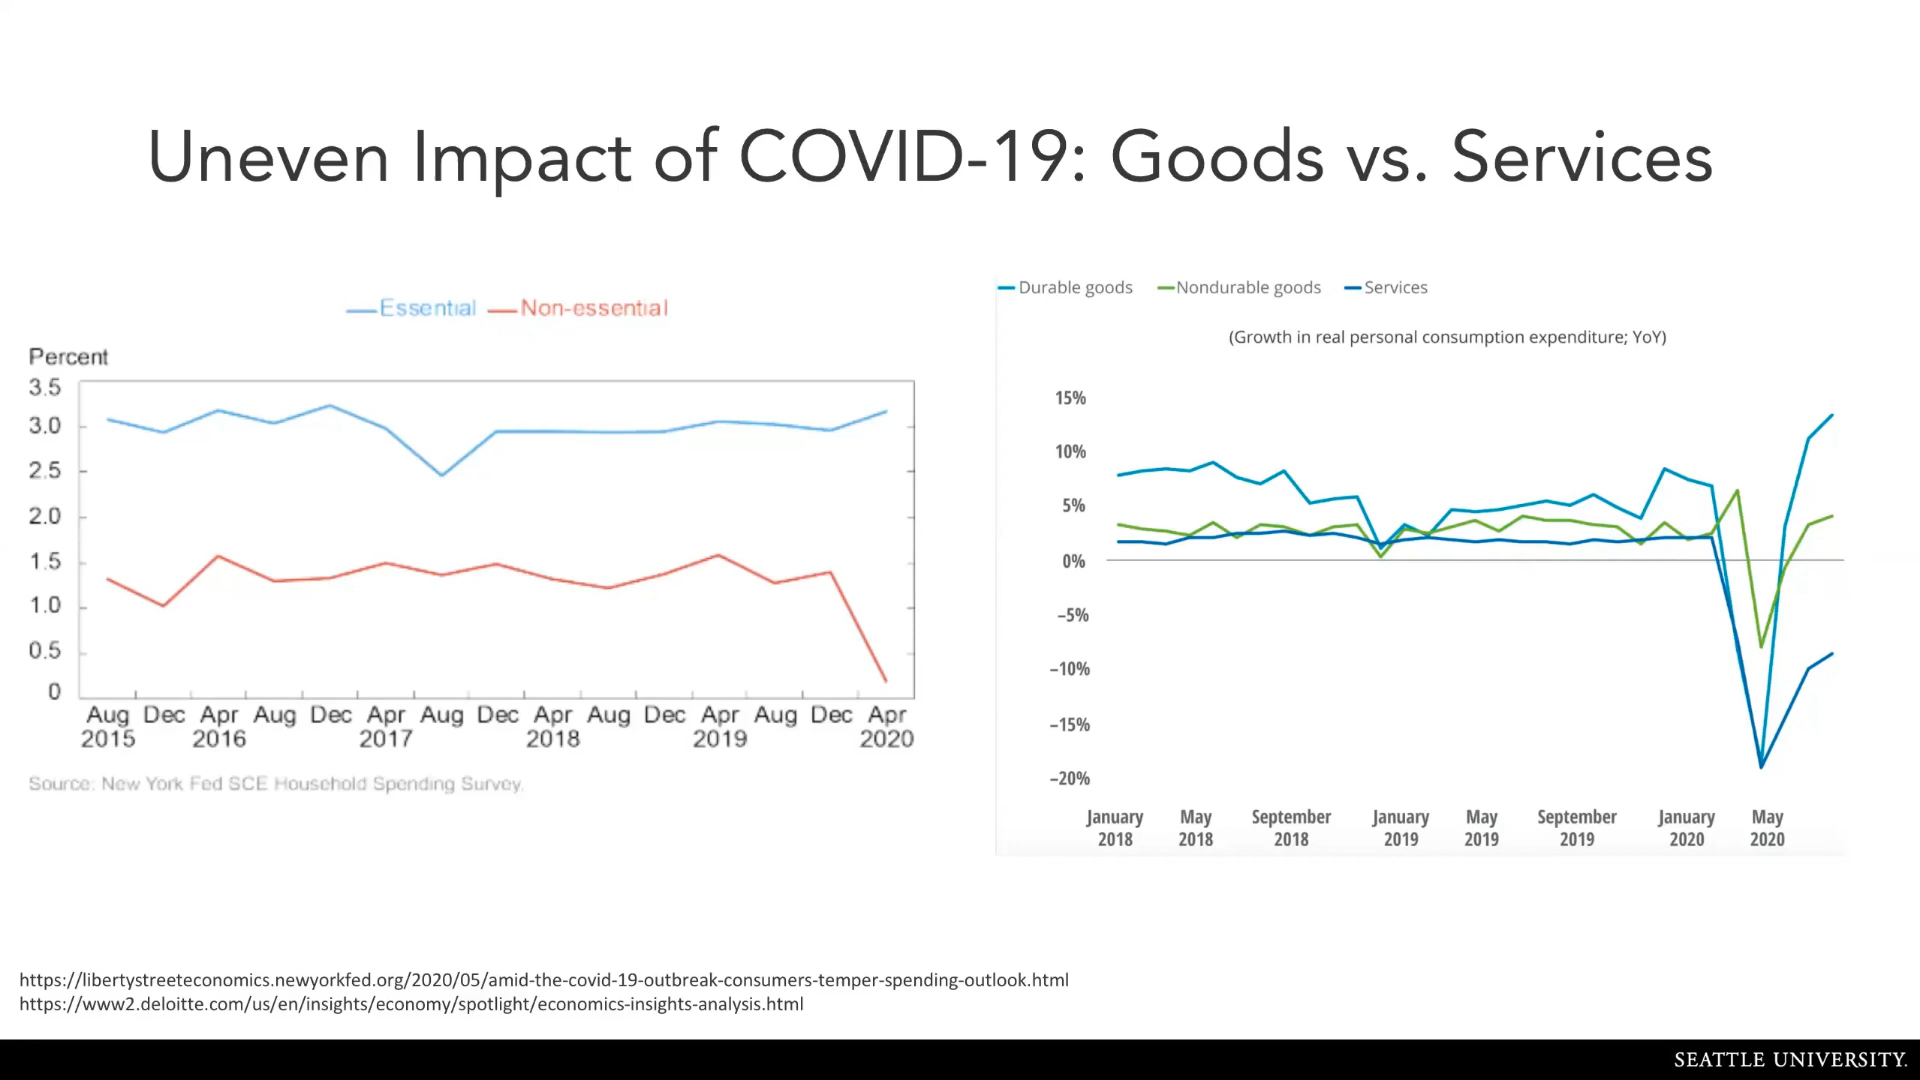 Uneven Impact of COVID-19: Goods vs. Services
Essential Non-essential
Percent
3.5
3.0
2.5
2.0
1.5
1.0
0.5
0
Aug Dec Apr Aug Dec Apr Aug Dec Apr Aug Dec Apr Aug Dec Apr
2015 2016 2017 2018 2019 2020
Source: New York Fed SCE Household Spending Survey.
Durable goods Nondurable goods Services
(Growth in real personal consumption expenditure; YoY)
15%
10%
5%
0%
–5%
–10%
–15%
–20%
January May September January May September January May
2018 2018 2018 2019 2019 2019 2020 2020
https://libertystreeteconomics.newyorkfed.org/2020/05/amid-the-covid-19-outbreak-consumers-temper-spending-outlook.html
https://www2.deloitte.com/us/en/insights/economy/spotlight/economics-insights-analysis.html
SEATTLE UNIVERSITY.